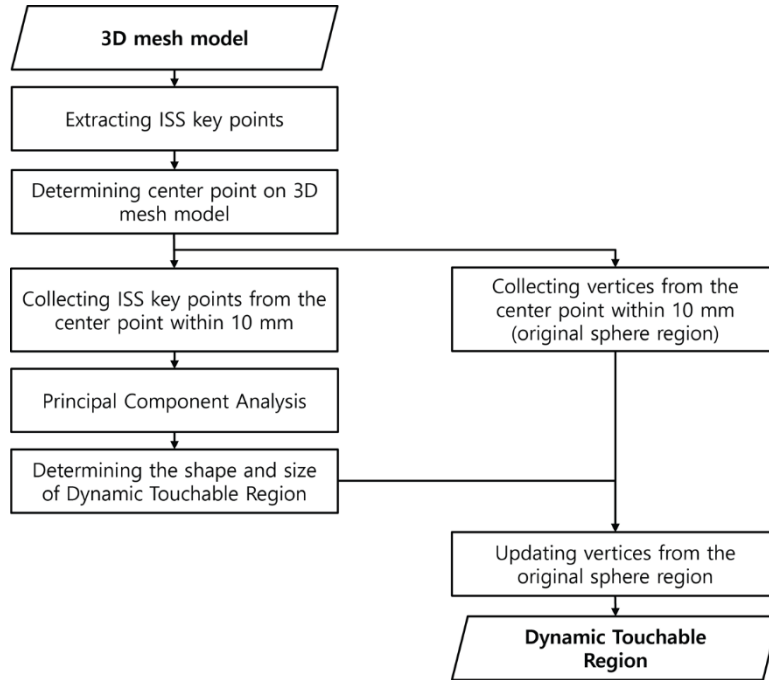 3D mesh model
Extracting ISS key points
Determining center point on 3D
mesh model
Collecting ISS key points from the
center point within 10 mm
Collecting vertices from the
center point within 10 mm
(original sphere region)
Principal Component Analysis
Determining the shape and size
of Dynamic Touchable Region
Updating vertices from the
original sphere region
Dynamic Touchable
Region